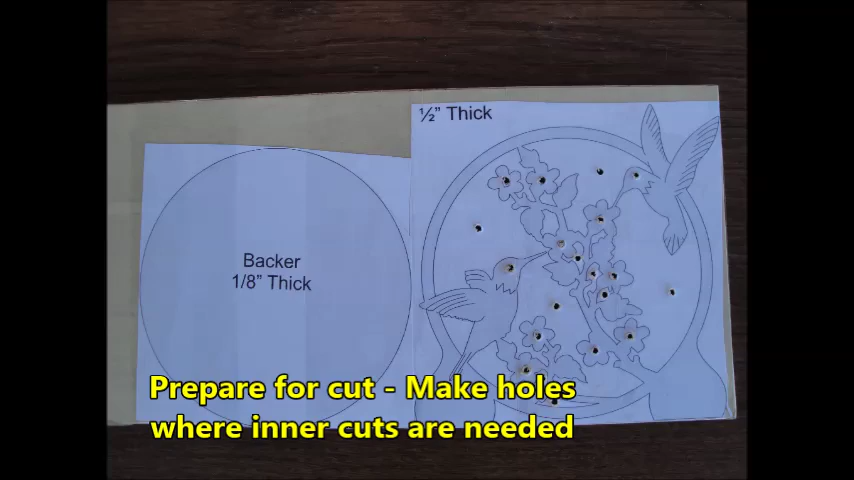 ½” Thick
Backer
1/8” Thick
Prepare for cut - Make holes
where inner cuts are needed